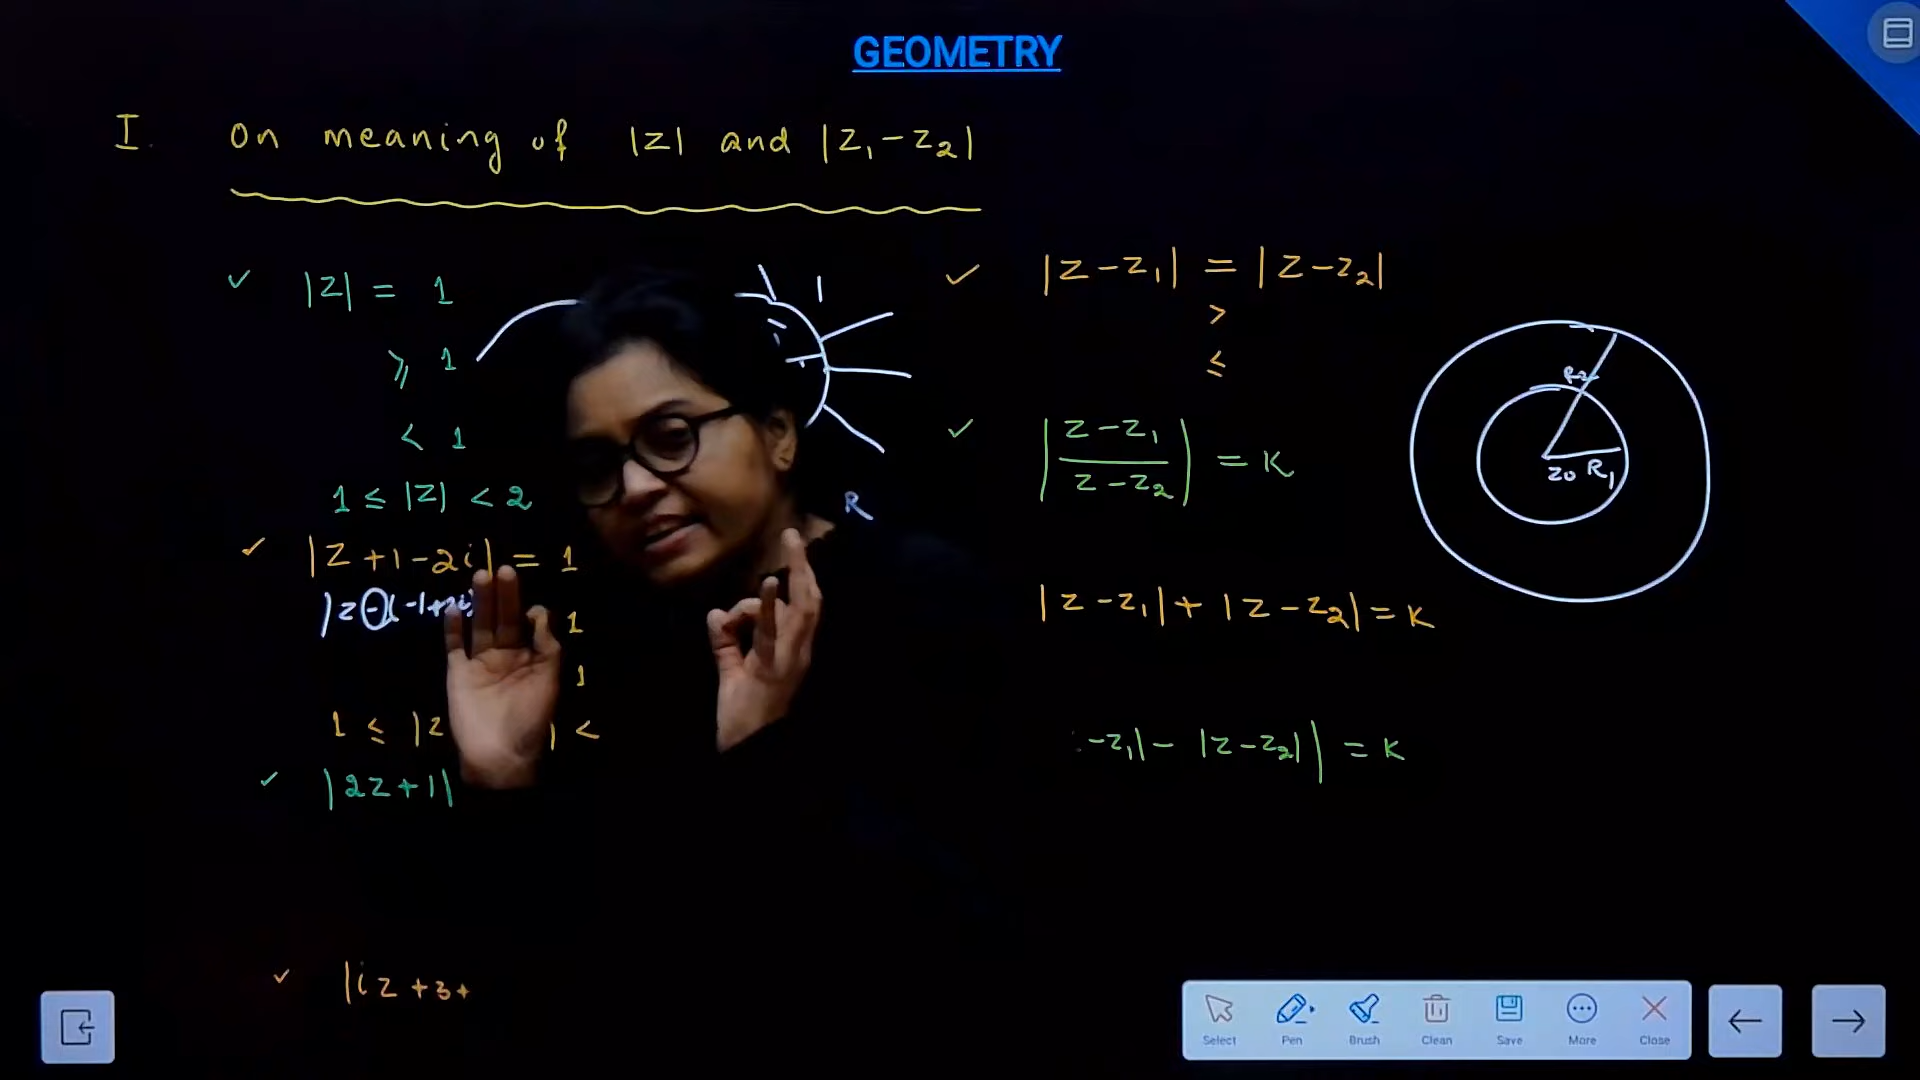 GEOMETRY
I. On meaning of |z| and |z₁-z₂|
✓ |z| = 1
⩾ 1
< 1
1 ≤ |z| < 2
✓ |z+1-2i| = 1
|z-(-1+2i)
1
1
1 ≤ |z | <
✓ |2z+1|
✓ |iz+3+
R
✓ |z-z₁| = |z-z₂|
>
≤
✓ |(z-z₁)/(z-z₂)| = K
|z-z₁| + |z-z₂| = K
-z₁| - |z-z₂|| = K
R₂
z₀ R₁
Select Pen Brush Clean Save More Close